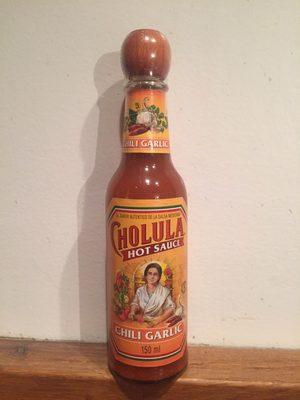 CHILI GARLIC
EL SABOR AUTENTICO DE LA SALSA MEXICANA
CHOLULA
HOT SAUCE
CHILI GARLIC
150 ml